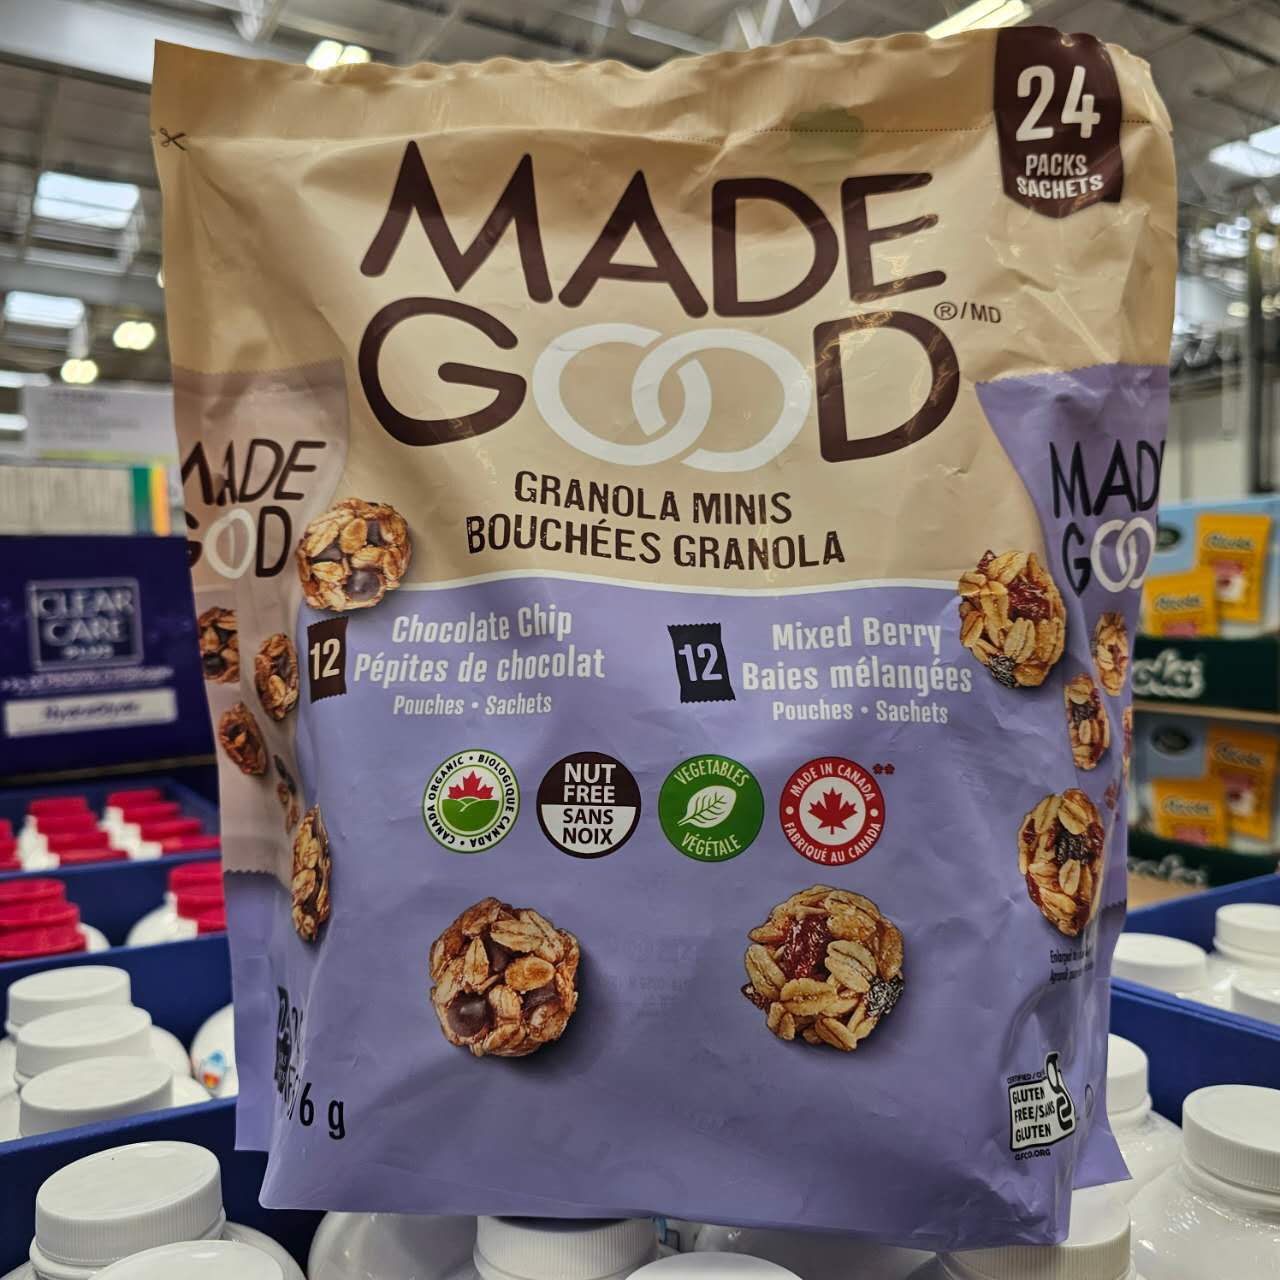 24
PACKS
SACHETS
MADE
GOOD
®/MD
GRANOLA MINIS
BOUCHÉES GRANOLA
MADE
GOOD
12
Chocolate Chip
Pépites de chocolat
Pouches • Sachets
12
Mixed Berry
Baies mélangées
Pouches • Sachets
CANADA ORGANIC • BIOLOGIQUE CANADA •
NUT
FREE
SANS
NOIX
VEGETABLES
VÉGÉTALE
MADE IN CANADA**
FABRIQUÉ AU CANADA
6 g
GLUTEN
FREE/SANS
GLUTEN
GFCO.ORG
CLEAR
CARE
PLUS